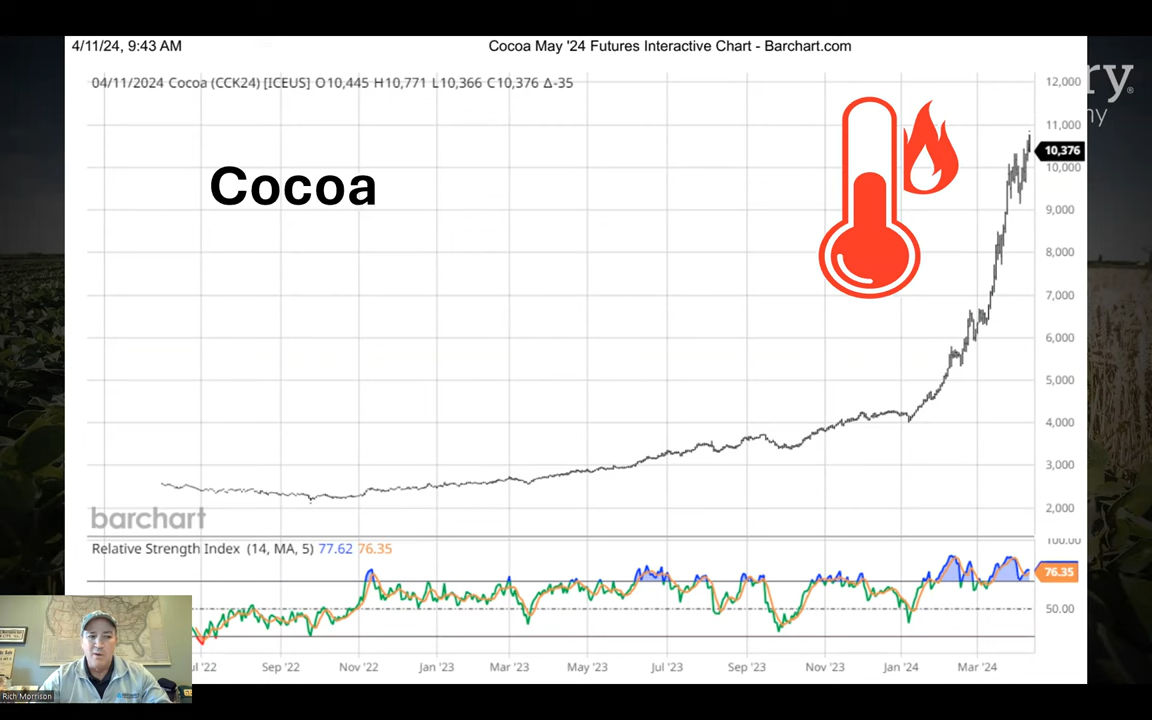 4/11/24, 9:43 AM
Cocoa May '24 Futures Interactive Chart - Barchart.com
04/11/2024 Cocoa (CCK24) [ICEUS] O10,445 H10,771 L10,366 C10,376 Δ-35
12,000
ry
11,000
10,376
10,000
Cocoa
9,000
8,000
7,000
6,000
5,000
4,000
3,000
2,000
barchart
Relative Strength Index (14, MA, 5) 77.62 76.35
100.00
76.35
50.00
Sep '22
Nov '22
Jan '23
Mar '23
May '23
Jul '23
Sep '23
Nov '23
Jan '24
Mar '24
Rich Morrison